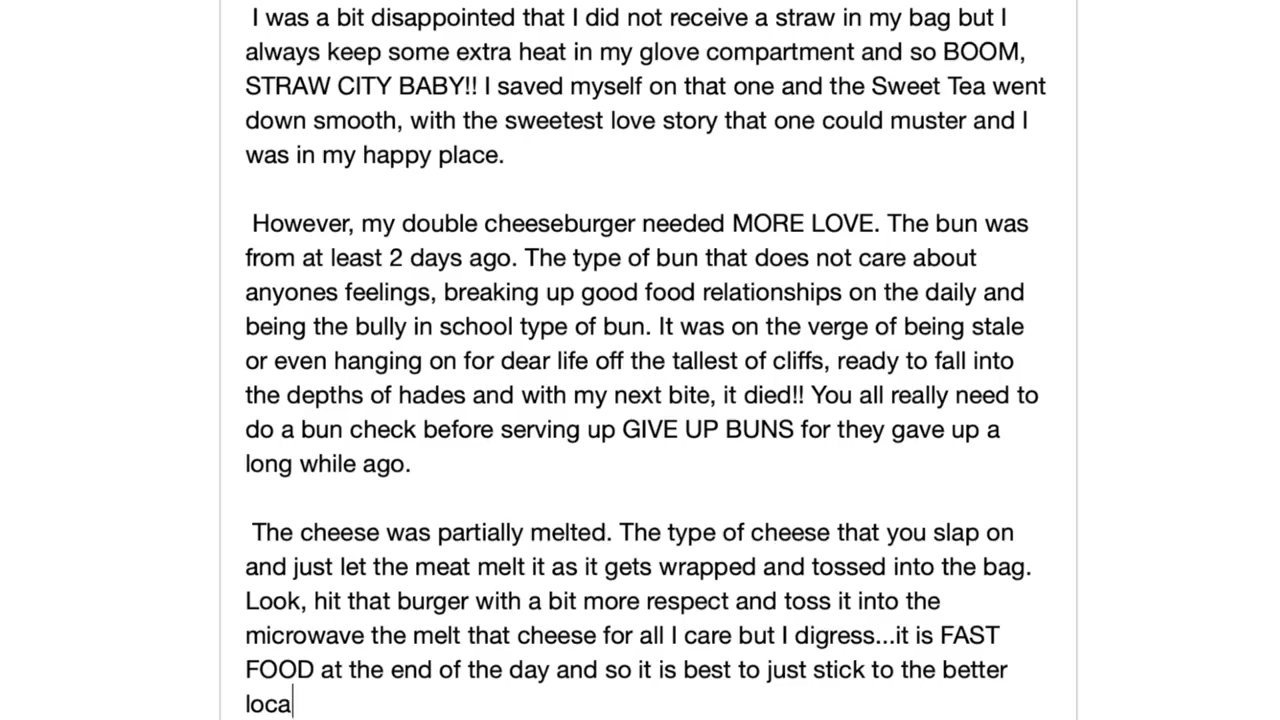 I was a bit disappointed that I did not receive a straw in my bag but I
always keep some extra heat in my glove compartment and so BOOM,
STRAW CITY BABY!! I saved myself on that one and the Sweet Tea went
down smooth, with the sweetest love story that one could muster and I
was in my happy place.
However, my double cheeseburger needed MORE LOVE. The bun was
from at least 2 days ago. The type of bun that does not care about
anyones feelings, breaking up good food relationships on the daily and
being the bully in school type of bun. It was on the verge of being stale
or even hanging on for dear life off the tallest of cliffs, ready to fall into
the depths of hades and with my next bite, it died!! You all really need to
do a bun check before serving up GIVE UP BUNS for they gave up a
long while ago.
The cheese was partially melted. The type of cheese that you slap on
and just let the meat melt it as it gets wrapped and tossed into the bag.
Look, hit that burger with a bit more respect and toss it into the
microwave the melt that cheese for all I care but I digress...it is FAST
FOOD at the end of the day and so it is best to just stick to the better
loca